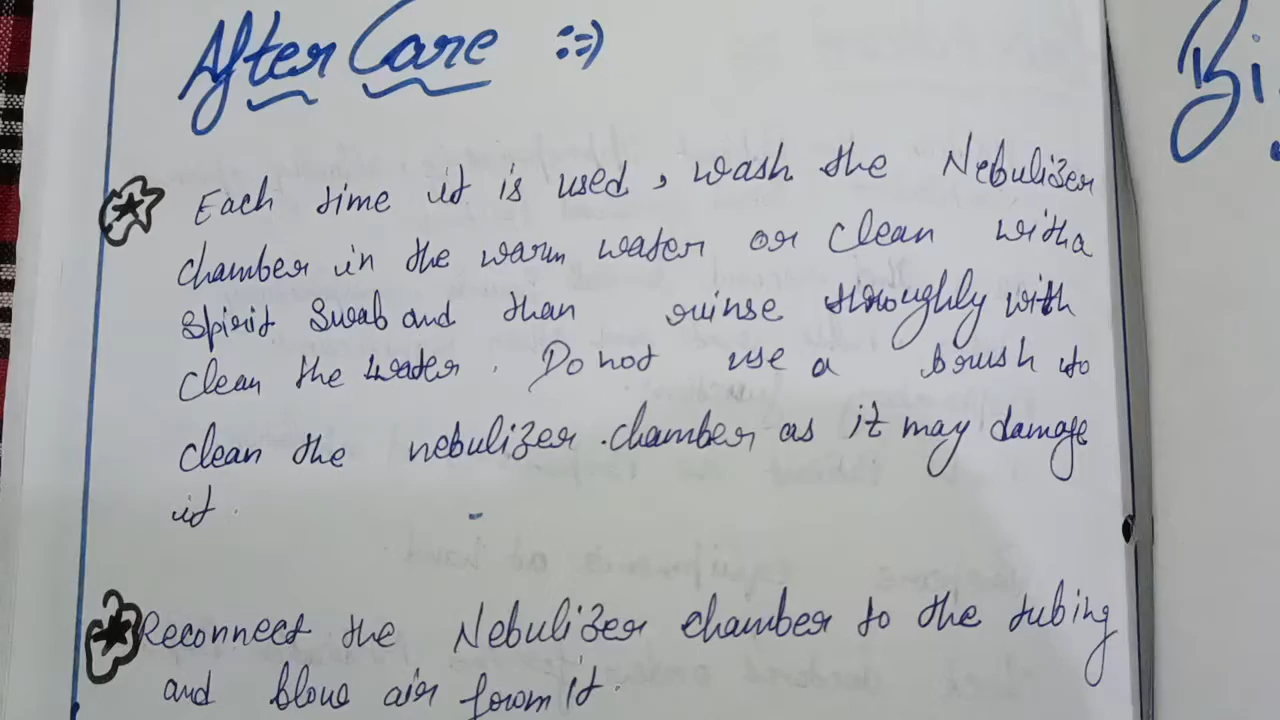 After Care :=)
Each time it is used, wash the Nebulizer
chamber in the warm water or clean with a
spirit swab and than rinse thoroughly with
clean the water. Do not use a brush to
clean the nebulizer chamber as it may damage
it.
Reconnect the Nebulizer chamber to the tubing
and blow air from it.
Bi